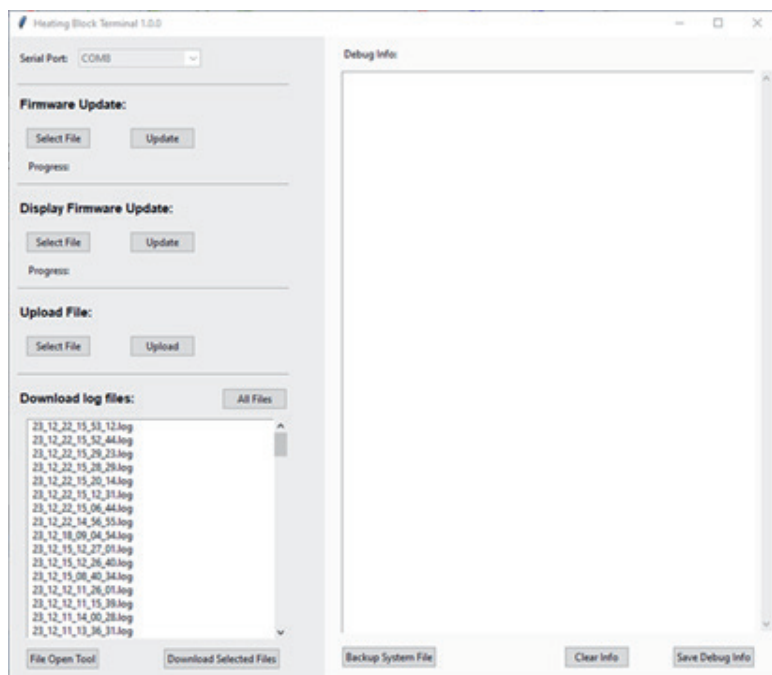 Heating Block Terminal 1.0.0
Serial Port: COM8
Firmware Update:
Select File Update
Progress:
Display Firmware Update:
Select File Update
Progress:
Upload File:
Select File Upload
Download log files: All Files
23_12_22_15_53_12.log
23_12_22_15_52_44.log
23_12_22_15_29_23.log
23_12_22_15_28_29.log
23_12_22_15_20_14.log
23_12_22_15_12_31.log
23_12_22_15_06_44.log
23_12_22_14_56_55.log
23_12_18_09_04_54.log
23_12_15_12_27_01.log
23_12_15_12_26_40.log
23_12_15_08_40_34.log
23_12_12_11_26_01.log
23_12_12_11_15_39.log
23_12_11_14_00_28.log
23_12_11_13_36_31.log
File Open Tool Download Selected Files
Debug Info:
Backup System File Clear Info Save Debug Info